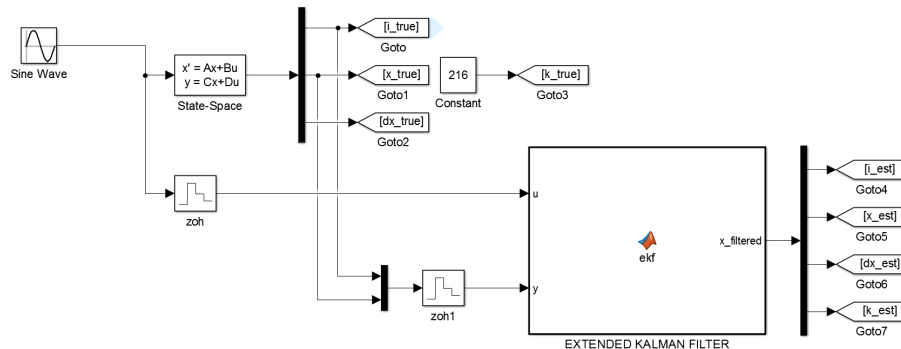 Sine Wave
x' = Ax+Bu
y = Cx+Du
State-Space
[i_true]
Goto
[x_true]
Goto1
[dx_true]
Goto2
216
Constant
[k_true]
Goto3
zoh
zoh1
u
y
ekf
x_filtered
EXTENDED KALMAN FILTER
[i_est]
Goto4
[x_est]
Goto5
[dx_est]
Goto6
[k_est]
Goto7